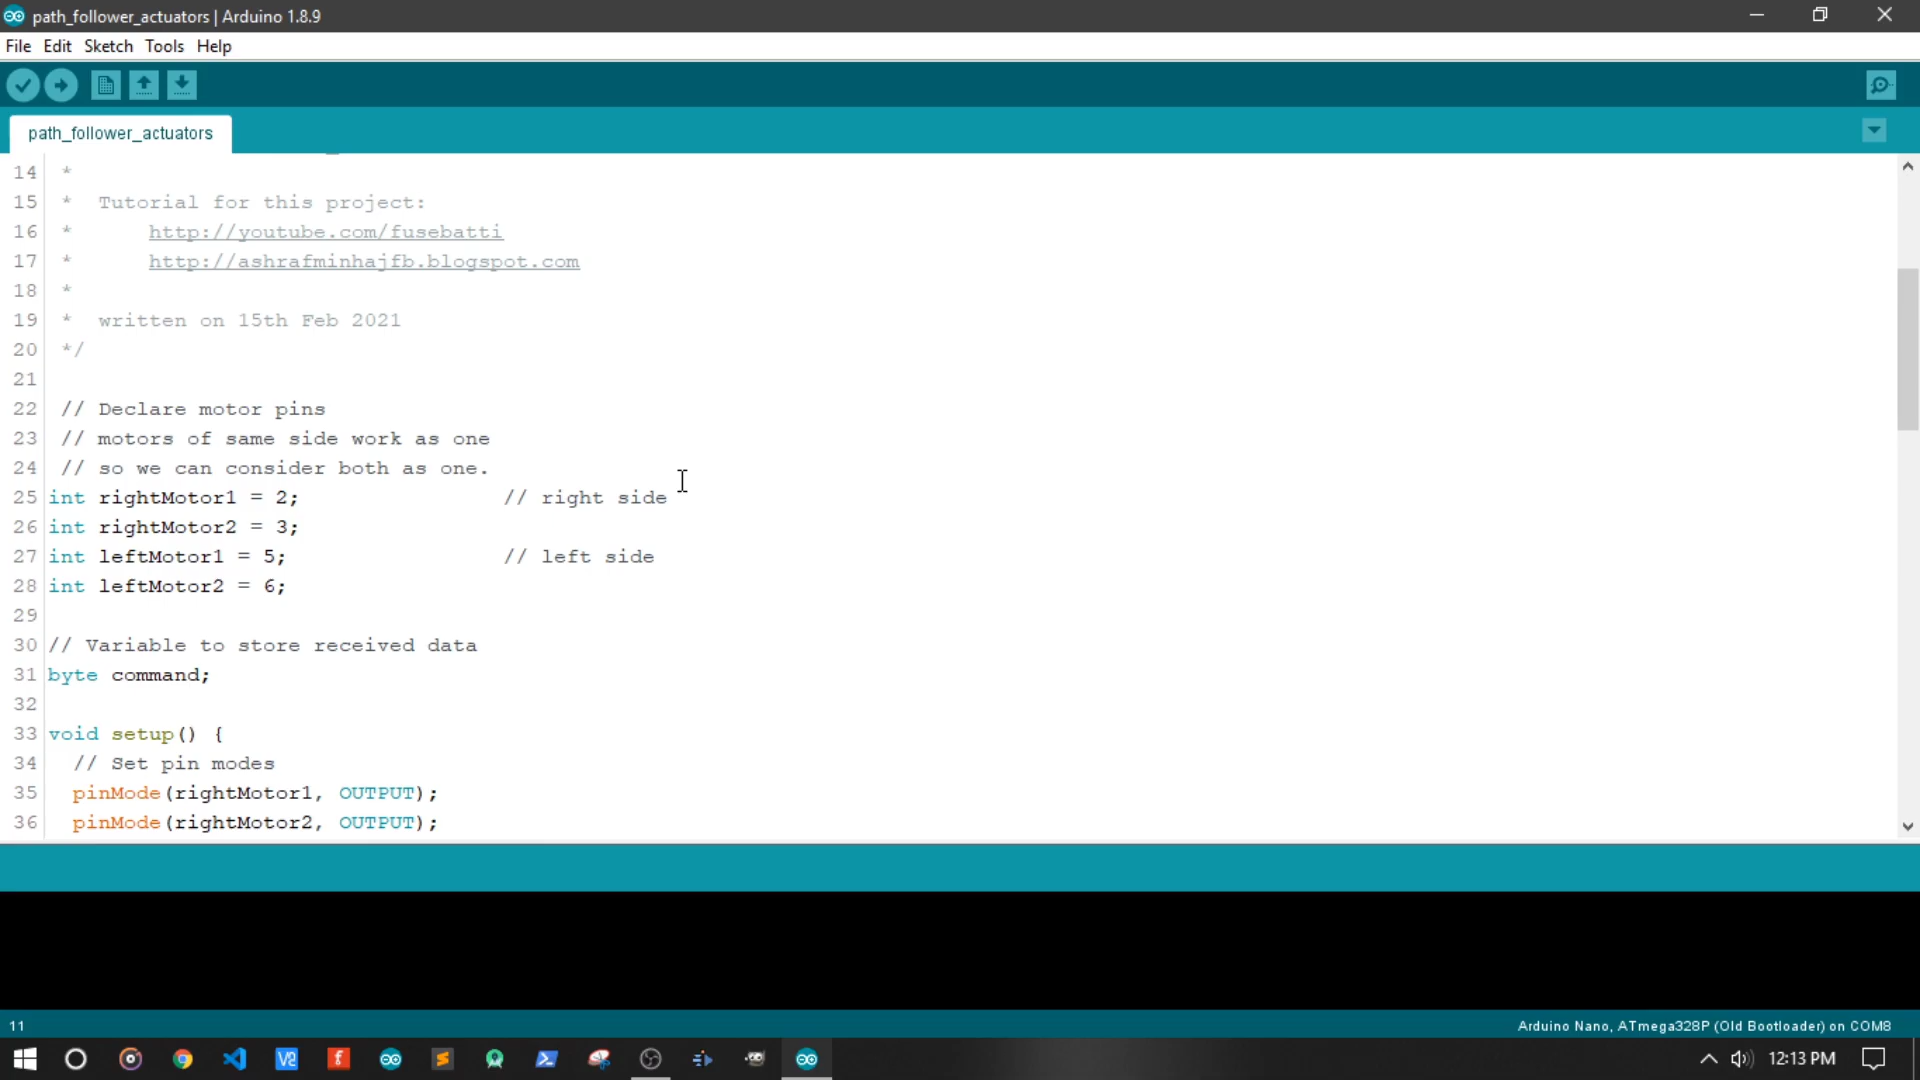 path_follower_actuators | Arduino 1.8.9
File Edit Sketch Tools Help
path_follower_actuators
14 *
15 * Tutorial for this project:
16 * http://youtube.com/fusebatti
17 * http://ashrafminhajfb.blogspot.com
18 *
19 * written on 15th Feb 2021
20 */
21
22 // Declare motor pins
23 // motors of same side work as one
24 // so we can consider both as one.
25 int rightMotor1 = 2; // right side
26 int rightMotor2 = 3;
27 int leftMotor1 = 5; // left side
28 int leftMotor2 = 6;
29
30 // Variable to store received data
31 byte command;
32
33 void setup() {
34 // Set pin modes
35 pinMode(rightMotor1, OUTPUT);
36 pinMode(rightMotor2, OUTPUT);
11 Arduino Nano, ATmega328P (Old Bootloader) on COM8
12:13 PM